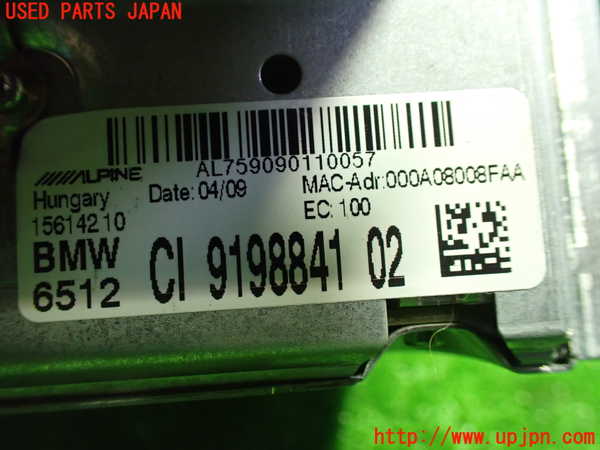 USED PARTS JAPAN
AL759090110057
ALPINE
Hungary
Date: 04/09
MAC-Adr:000A08008FAA
15614210
EC: 100
BMW
6512
CI 9198841 02
http://www.upjpn.com/